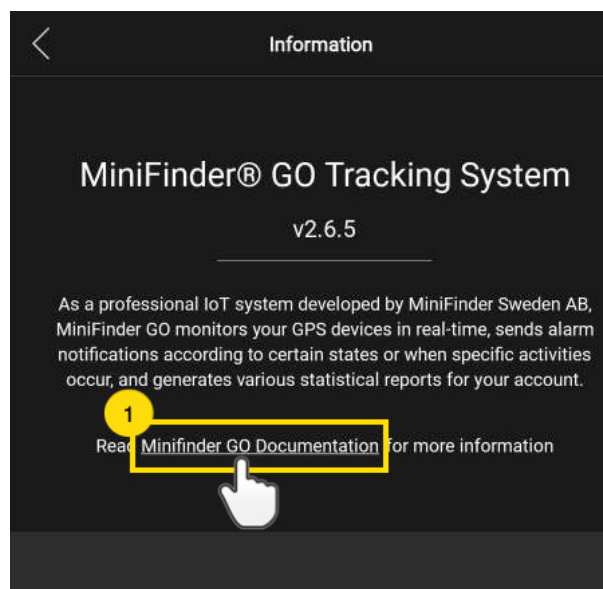 Information
MiniFinder® GO Tracking System
v2.6.5
As a professional IoT system developed by MiniFinder Sweden AB,
MiniFinder GO monitors your GPS devices in real-time, sends alarm
notifications according to certain states or when specific activities
occur, and generates various statistical reports for your account.
1
Read Minifinder GO Documentation for more information